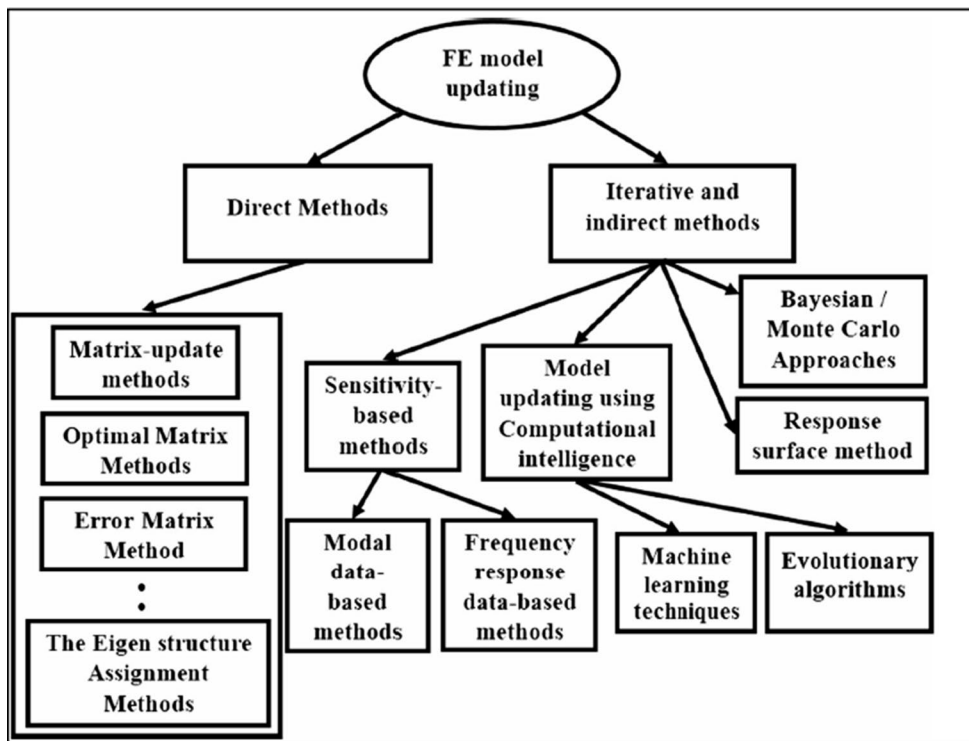 FE model
updating
Direct Methods
Iterative and
indirect methods
Matrix-update
methods
Optimal Matrix
Methods
Error Matrix
Method
The Eigen structure
Assignment
Methods
Sensitivity-
based
methods
Model
updating using
Computational
intelligence
Bayesian /
Monte Carlo
Approaches
Response
surface method
Modal
data-
based
methods
Frequency
response
data-based
methods
Machine
learning
techniques
Evolutionary
algorithms